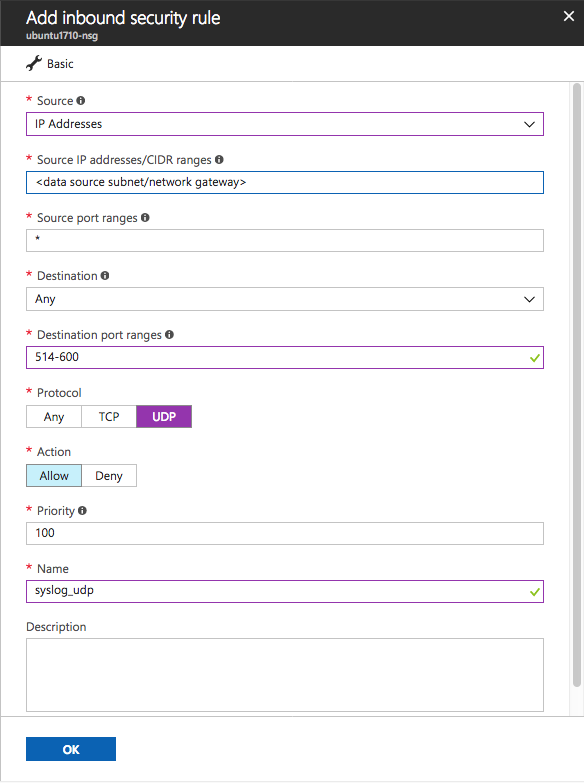 Add inbound security rule
ubuntu1710-nsg
Basic
* Source
IP Addresses
* Source IP addresses/CIDR ranges
<data source subnet/network gateway>
* Source port ranges
*
* Destination
Any
* Destination port ranges
514-600
* Protocol
Any TCP UDP
* Action
Allow Deny
* Priority
100
* Name
syslog_udp
Description
OK